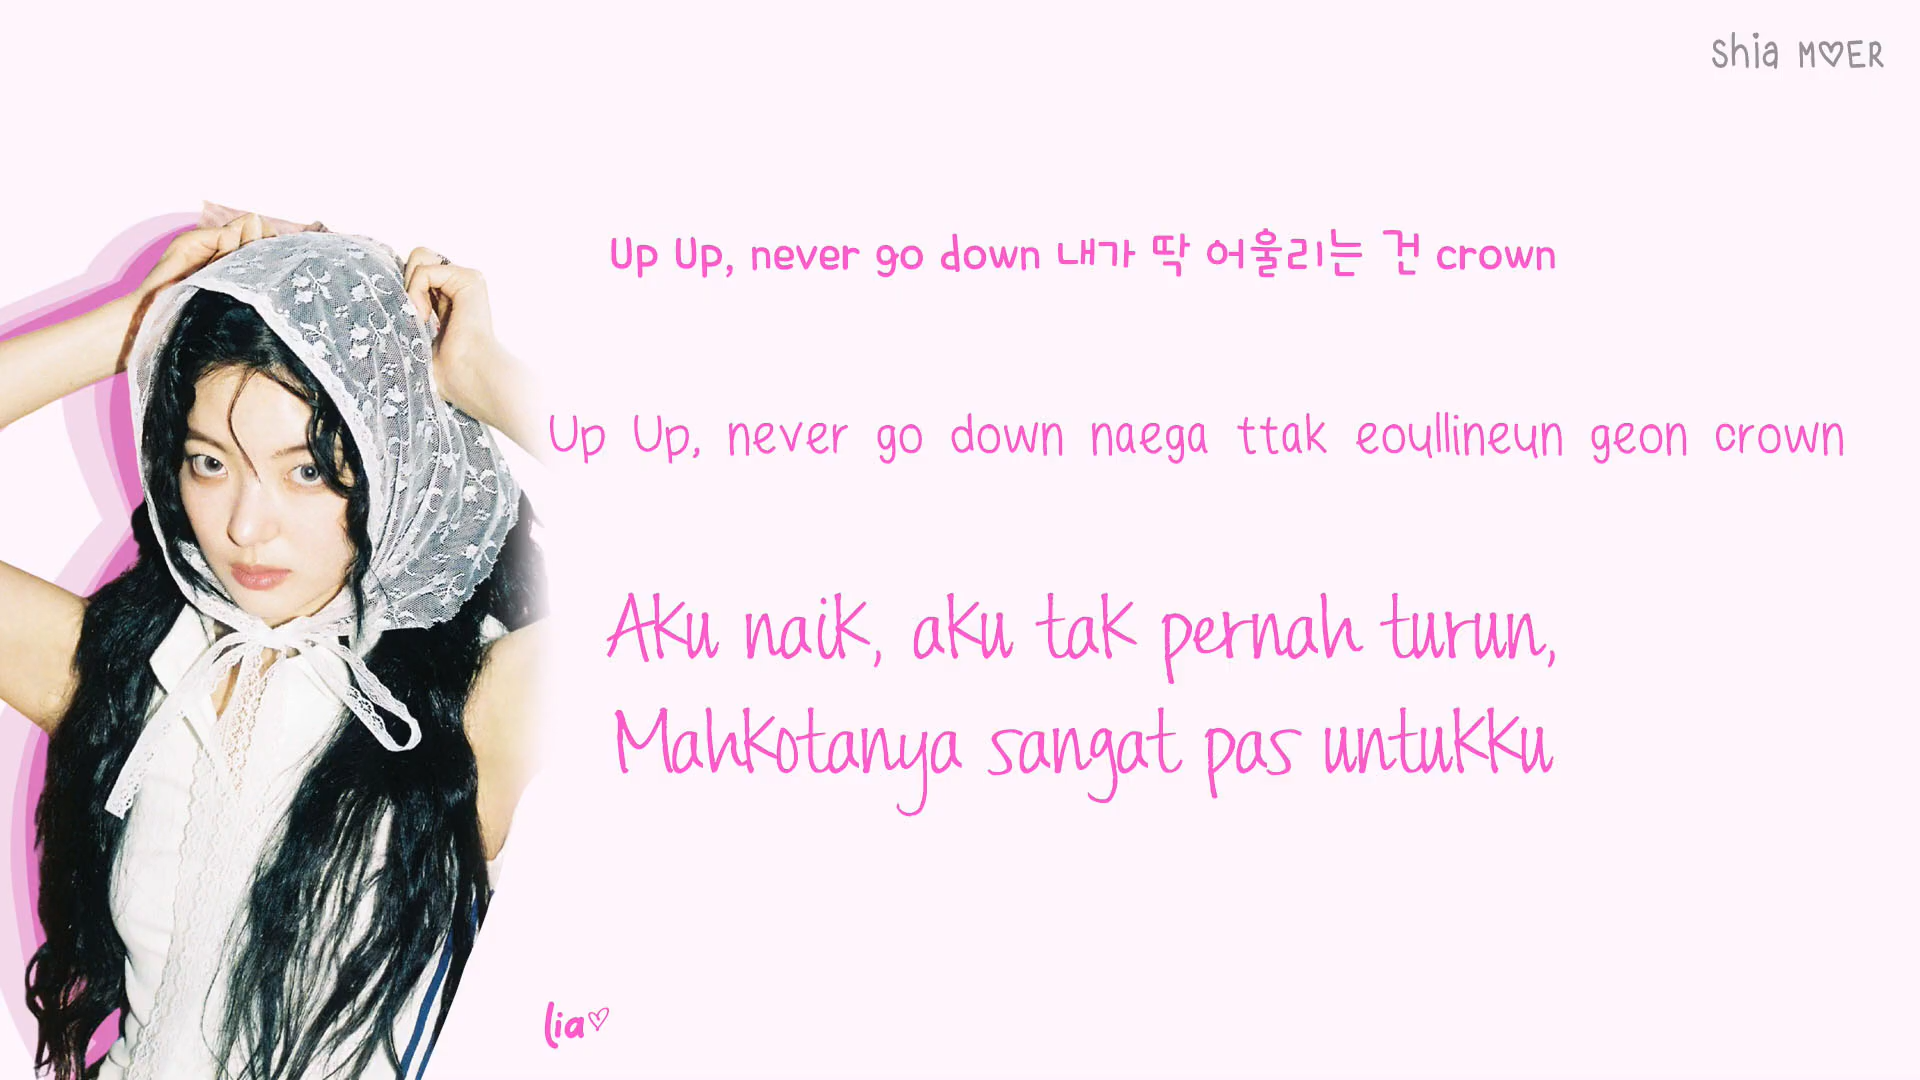 Shia M♡ER
Up Up, never go down 내가 딱 어울리는 건 crown
Up Up, never go down naega ttak eoullineun geon crown
Aku naik, aku tak pernah turun,
Mahkotanya sangat pas untukku
lia♡